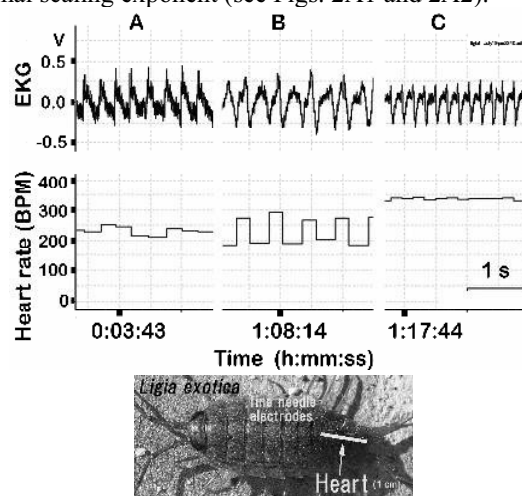 nal scaling exponent (see Figs. 2A1 and 2A2).
A B C
V
EKG
0.5
0.0
-0.5
Heart rate (BPM)
400
300
200
100
0
1 s
0:03:43 1:08:14 1:17:44
Time (h:mm:ss)
Ligia exotica
Tine needle
electrodes
Heart (1 cm)